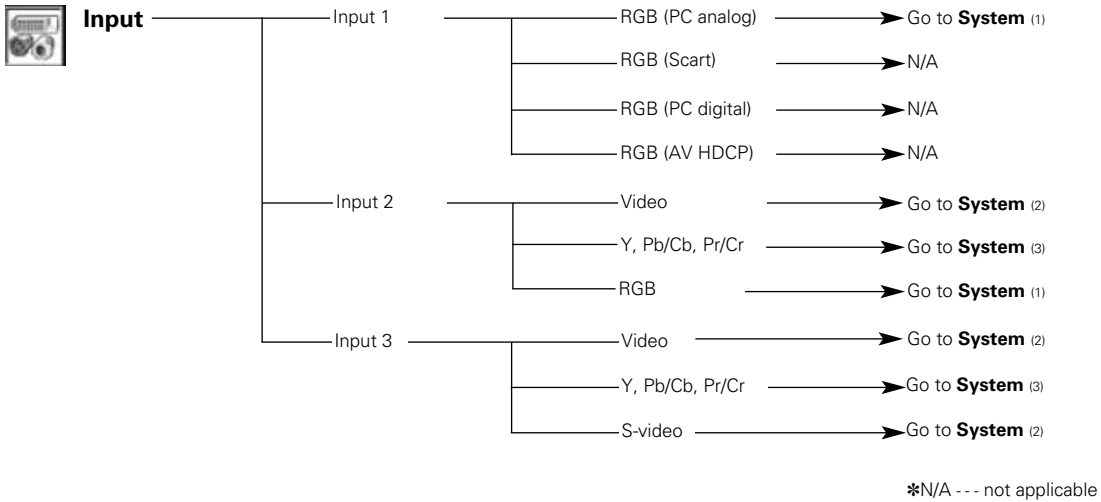 Input
Input 1
RGB (PC analog)
Go to System (1)
RGB (Scart)
N/A
RGB (PC digital)
N/A
RGB (AV HDCP)
N/A
Input 2
Video
Go to System (2)
Y, Pb/Cb, Pr/Cr
Go to System (3)
RGB
Go to System (1)
Input 3
Video
Go to System (2)
Y, Pb/Cb, Pr/Cr
Go to System (3)
S-video
Go to System (2)
✽N/A - - - not applicable